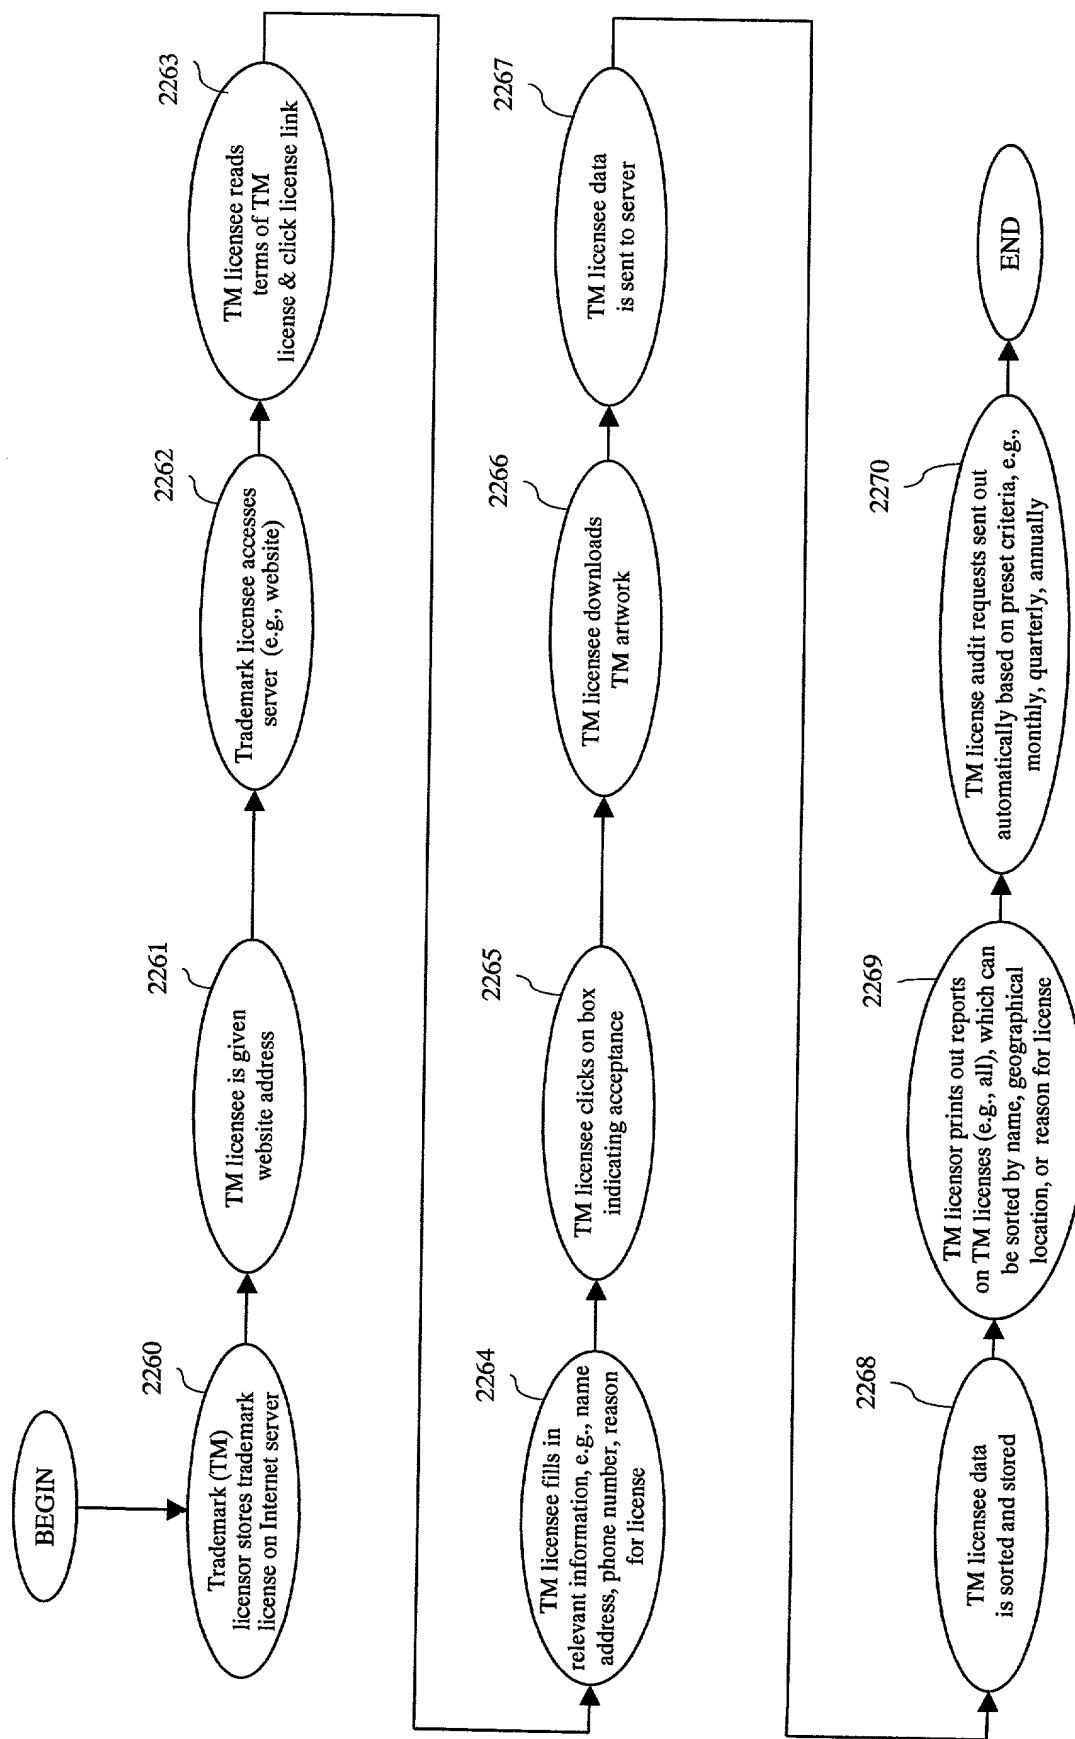 BEGIN
2260
Trademark (TM)
licensor stores trademark
license on Internet server
2261
TM licensee is given
website address
2262
Trademark licensee accesses
server (e.g., website)
2263
TM licensee reads
terms of TM
license & click license link
2264
TM licensee fills in
relevant information, e.g., name
address, phone number, reason
for license
2265
TM licensee clicks on box
indicating acceptance
2266
TM licensee downloads
TM artwork
2267
TM licensee data
is sent to server
2268
TM licensee data
is sorted and stored
2269
TM licensor prints out reports
on TM licenses (e.g., all), which can
be sorted by name, geographical
location, or reason for license
2270
TM license audit requests sent out
automatically based on preset criteria, e.g.,
monthly, quarterly, annually
END